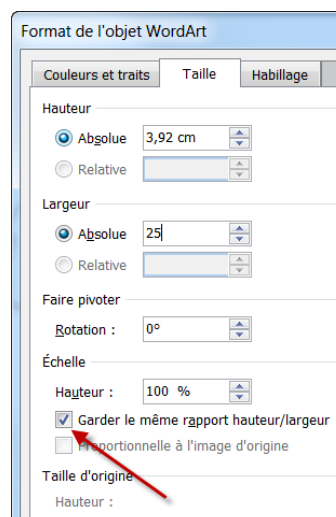 Format de l'objet WordArt
Couleurs et traits Taille Habillage
Hauteur
Absolue 3,92 cm
Relative
Largeur
Absolue 25
Relative
Faire pivoter
Rotation : 0°
Échelle
Hauteur : 100 %
Garder le même rapport hauteur/largeur
Proportionnelle à l'image d'origine
Taille d'origine
Hauteur :